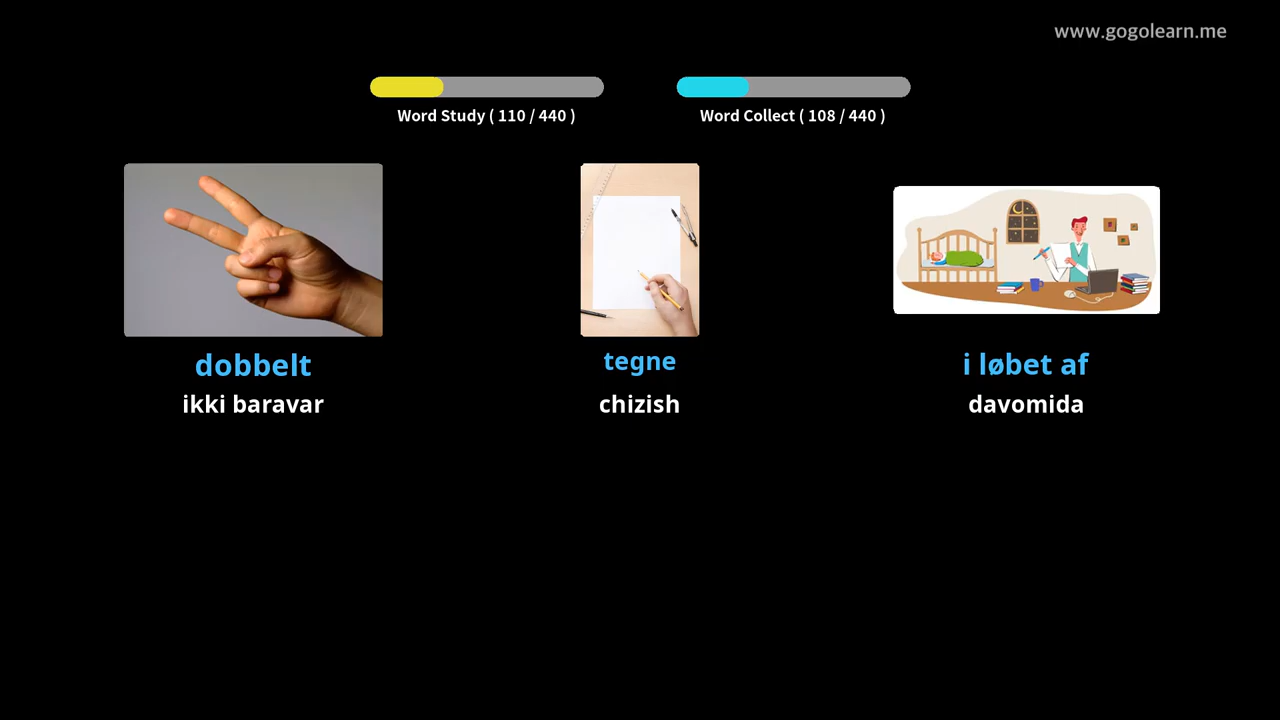 www.gogolearn.me
Word Study ( 110 / 440 )
Word Collect ( 108 / 440 )
dobbelt
ikki baravar
tegne
chizish
i løbet af
davomida